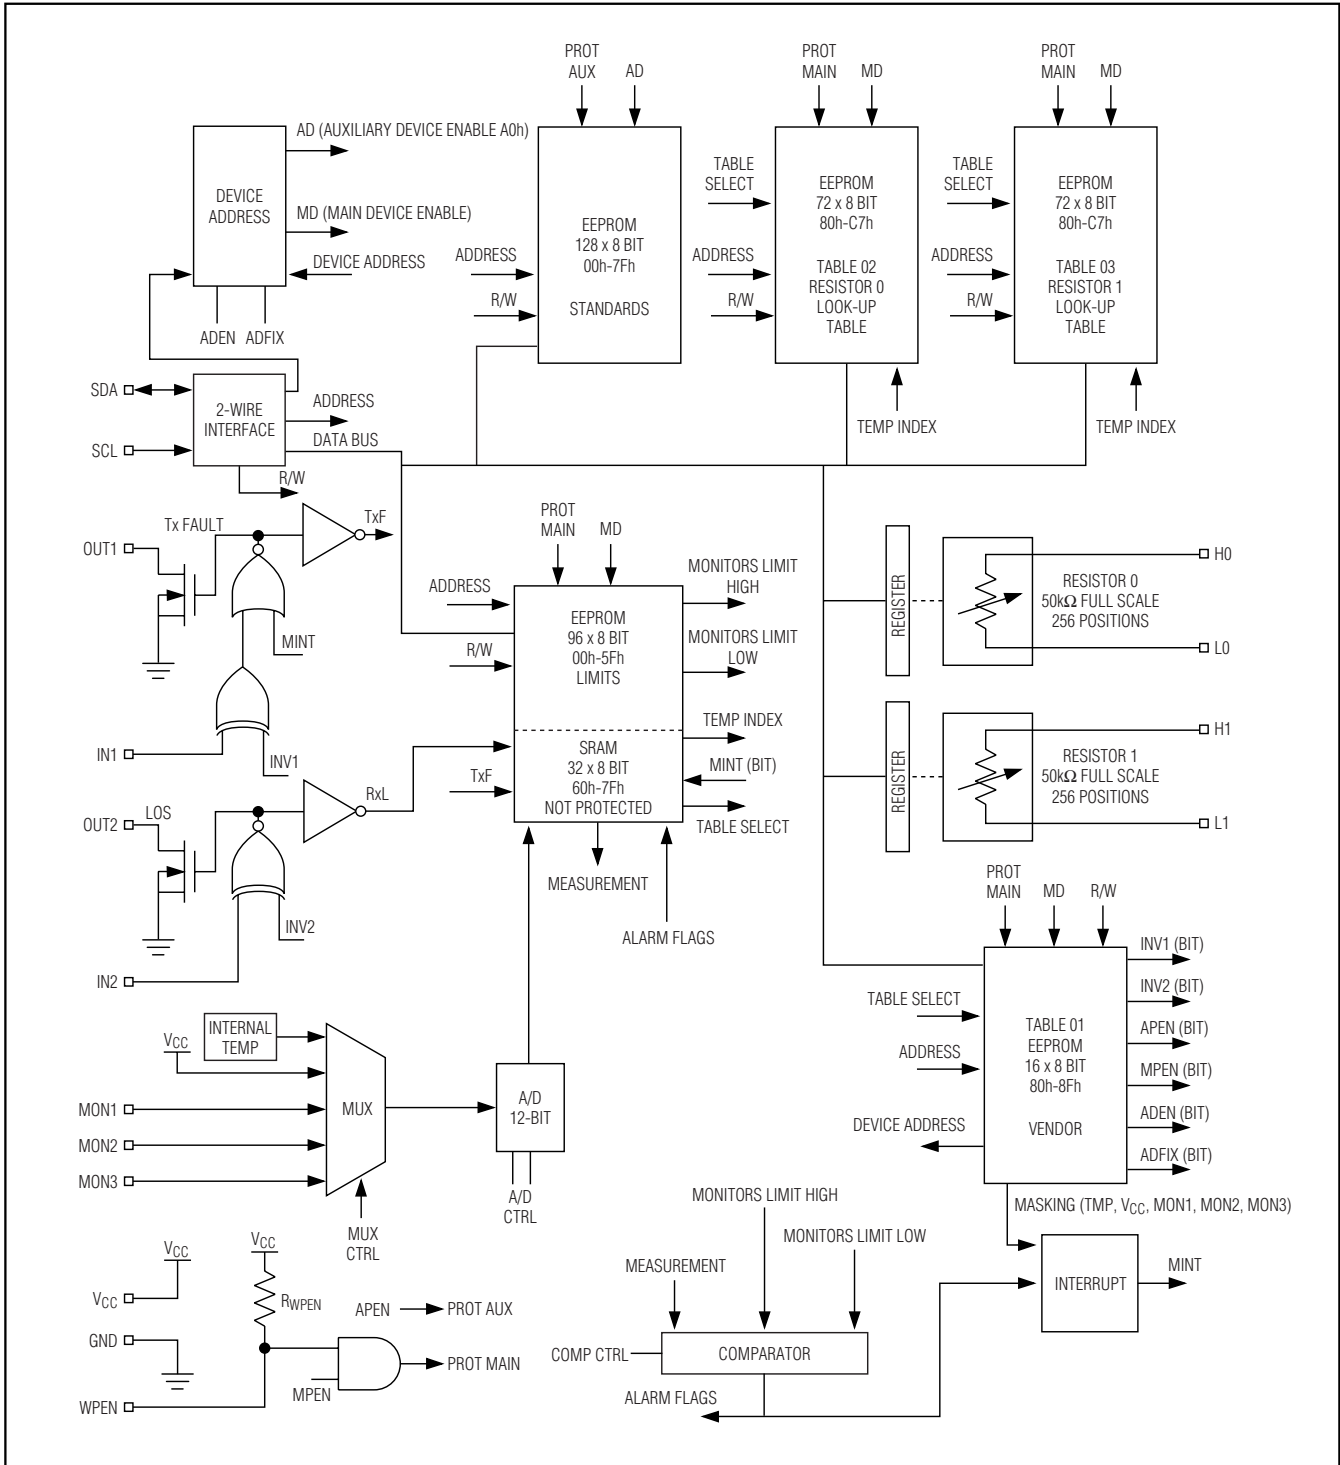 PROT
AUX
AD
PROT
MAIN
MD
PROT
MAIN
MD
AD (AUXILIARY DEVICE ENABLE A0h)
DEVICE
ADDRESS
MD (MAIN DEVICE ENABLE)
DEVICE ADDRESS
ADEN
ADFIX
ADDRESS
R/W
EEPROM
128 x 8 BIT
00h-7Fh
STANDARDS
TABLE
SELECT
ADDRESS
R/W
EEPROM
72 x 8 BIT
80h-C7h
TABLE 02
RESISTOR 0
LOOK-UP
TABLE
TEMP INDEX
TABLE
SELECT
ADDRESS
R/W
EEPROM
72 x 8 BIT
80h-C7h
TABLE 03
RESISTOR 1
LOOK-UP
TABLE
TEMP INDEX
SDA
SCL
2-WIRE
INTERFACE
ADDRESS
DATA BUS
R/W
Tx FAULT
TxF
OUT1
MINT
IN1
INV1
RxL
LOS
OUT2
INV2
IN2
PROT
MAIN
MD
ADDRESS
R/W
TxF
EEPROM
96 x 8 BIT
00h-5Fh
LIMITS
SRAM
32 x 8 BIT
60h-7Fh
NOT PROTECTED
MONITORS LIMIT
HIGH
MONITORS LIMIT
LOW
TEMP INDEX
MINT (BIT)
TABLE SELECT
MEASUREMENT
ALARM FLAGS
REGISTER
RESISTOR 0
50kΩ FULL SCALE
256 POSITIONS
H0
L0
REGISTER
RESISTOR 1
50kΩ FULL SCALE
256 POSITIONS
H1
L1
PROT
MAIN
MD
R/W
TABLE SELECT
ADDRESS
DEVICE ADDRESS
TABLE 01
EEPROM
16 x 8 BIT
80h-8Fh
VENDOR
INV1 (BIT)
INV2 (BIT)
APEN (BIT)
MPEN (BIT)
ADEN (BIT)
ADFIX (BIT)
MASKING (TMP, VCC, MON1, MON2, MON3)
INTERRUPT
MINT
INTERNAL
TEMP
VCC
MON1
MON2
MON3
MUX
MUX
CTRL
A/D
12-BIT
A/D
CTRL
MONITORS LIMIT HIGH
MONITORS LIMIT LOW
MEASUREMENT
COMP CTRL
COMPARATOR
ALARM FLAGS
VCC
VCC
GND
WPEN
VCC
RWPEN
APEN
PROT AUX
MPEN
PROT MAIN